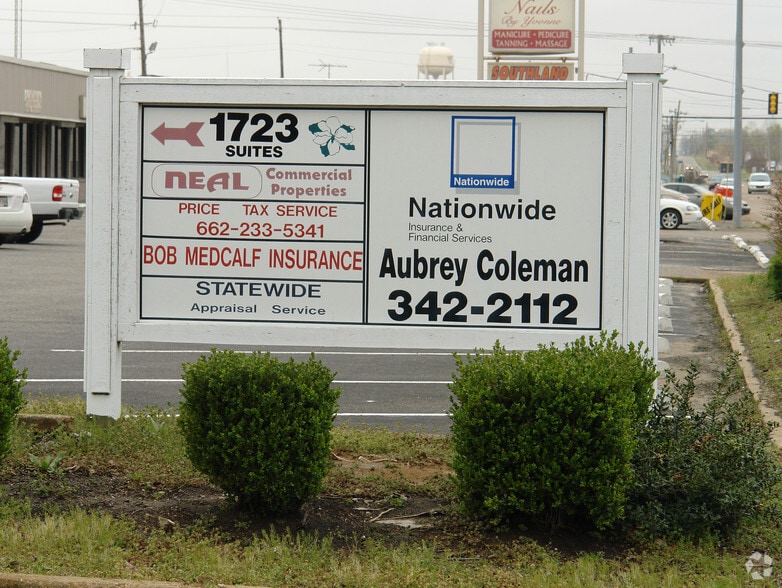 Nails
By Yvonne
MANICURE • PEDICURE
TANNING • MASSAGE
SOUTHLAND
1723
SUITES
NEAL Commercial
Properties
PRICE TAX SERVICE
662-233-5341
BOB MEDCALF INSURANCE
STATEWIDE
Appraisal Service
Nationwide
Nationwide
Insurance &
Financial Services
Aubrey Coleman
342-2112